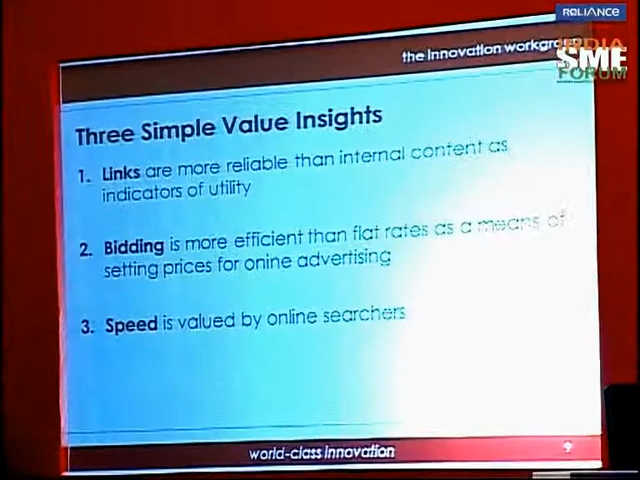 RELIANCE
the Innovation workgro
INDIA
SME
FORUM
Three Simple Value Insights
1. Links are more reliable than internal content as
indicators of utility
2. Bidding is more efficient than flat rates as a means of
setting prices for onine advertising
3. Speed is valued by online searchers
world-class innovation
9